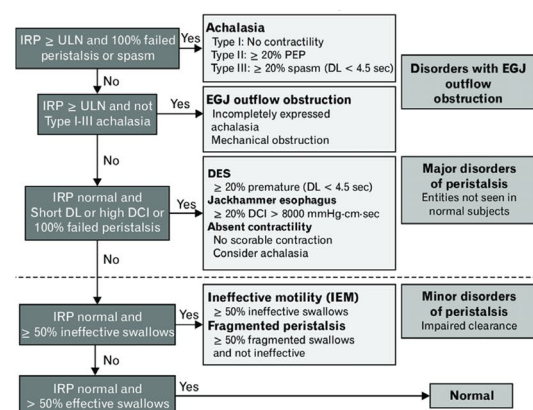 IRP ≥ ULN and 100% failed
peristalsis or spasm
Yes
Achalasia
Type I: No contractility
Type II: ≥ 20% PEP
Type III: ≥ 20% spasm (DL < 4.5 sec)
Disorders with EGJ
outflow
obstruction
No
IRP ≥ ULN and not
Type I-III achalasia
Yes
EGJ outflow obstruction
Incompletely expressed
achalasia
Mechanical obstruction
No
IRP normal and
Short DL or high DCI or
100% failed peristalsis
Yes
DES
≥ 20% premature (DL < 4.5 sec)
Jackhammer esophagus
≥ 20% DCI > 8000 mmHg·cm·sec
Absent contractility
No scorable contraction
Consider achalasia
Major disorders
of peristalsis
Entities not seen in
normal subjects
No
IRP normal and
≥ 50% ineffective swallows
Yes
Ineffective motility (IEM)
≥ 50% ineffective swallows
Fragmented peristalsis
≥ 50% fragmented swallows
and not ineffective
Minor disorders
of peristalsis
Impaired clearance
No
IRP normal and
> 50% effective swallows
Yes
Normal